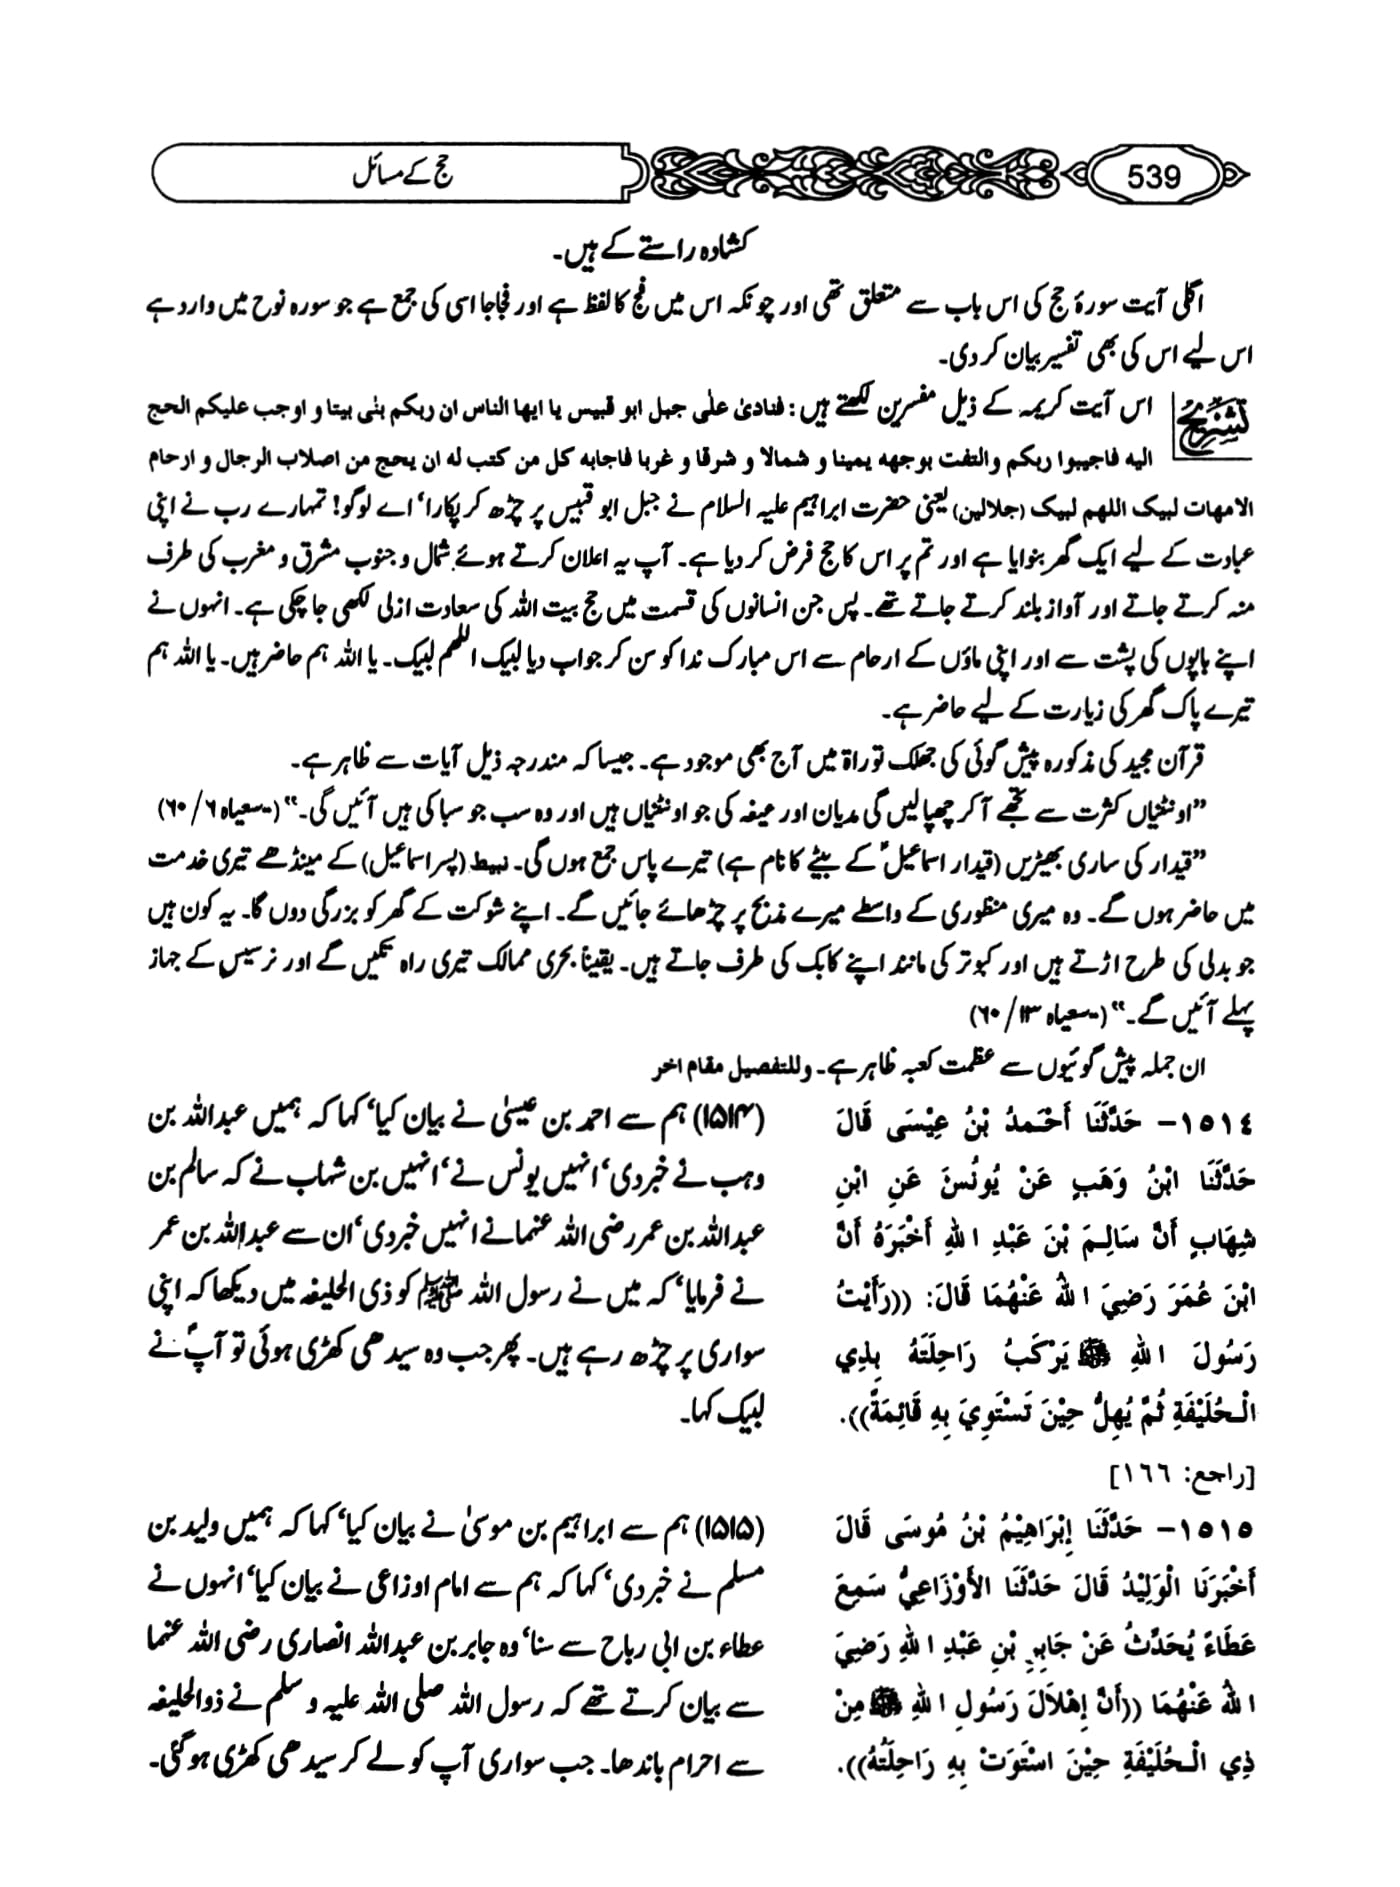 539
حج کے مسائل
کشادہ راستے کے ہیں۔
اگلی آیت سورۂ حج کی اس باب سے متعلق تھی اور چونکہ اس میں فج کا لفظ ہے اور فجاجا اسی کی جمع ہے جو سورہ نوح میں وارد ہے
اس لیے اس کی بھی تفسیر بیان کر دی۔
تشریح اس آیت کریمہ کے ذیل مفسرین لکھتے ہیں: فنادیٰ علٰی جبل ابو قبیس یا ایھا الناس ان ربکم بنٰی بیتا و اوجب علیکم الحج
الیه فاجیبوا ربکم والتفت بوجهه یمینا و شمالا و شرقا و غربا فاجابه کل من کتب له ان یحج من اصلاب الرجال و ارحام
الامهات لبیک اللهم لبیک (جلالین) یعنی حضرت ابراہیم علیہ السلام نے جبل ابو قبیس پر چڑھ کر پکارا‘ اے لوگو! تمہارے رب نے اپنی
عبادت کے لیے ایک گھر بنوایا ہے اور تم پر اس کا حج فرض کر دیا ہے۔ آپ یہ اعلان کرتے ہوئے شمال و جنوب مشرق و مغرب کی طرف
منہ کرتے جاتے اور آواز بلند کرتے جاتے تھے۔ پس جن انسانوں کی قسمت میں حج بیت اللہ کی سعادت ازلی لکھی جا چکی ہے۔ انہوں نے
اپنے باپوں کی پشت سے اور اپنی ماؤں کے ارحام سے اس مبارک ندا کو سن کر جواب دیا لبیک اللھم لبیک۔ یا اللہ ہم حاضر ہیں۔ یا اللہ ہم
تیرے پاک گھر کی زیارت کے لیے حاضر ہے۔
قرآن مجید کی مذکورہ پیش گوئی کی جھلک توراۃ میں آج بھی موجود ہے۔ جیسا کہ مندرجہ ذیل آیات سے ظاہر ہے۔
”اونٹنیاں کثرت سے تجھے آ کر چھپالیں گی مدیان اور عیفہ کی جو اونٹنیاں ہیں اور وہ سب جو سبا کی ہیں آئیں گی۔“ (یسعیاہ ۶/ ۶۰)
”قیدار کی ساری بھیڑیں (قیدار اسماعیلؑ کے بیٹے کا نام ہے) تیرے پاس جمع ہوں گی۔ نبیط (پسر اسماعیل) کے مینڈھے تیری خدمت
میں حاضر ہوں گے۔ وہ میری منظوری کے واسطے میرے مذبح پر چڑھائے جائیں گے۔ اپنے شوکت کے گھر کو بزرگی دوں گا۔ یہ کون ہیں
جو بدلی کی طرح اڑتے ہیں اور کبوتر کی مانند اپنے کابک کی طرف جاتے ہیں۔ یقیناً بحری ممالک تیری راہ تکیں گے اور نرسیس کے جہاز
پہلے آئیں گے۔“ (یسعیاہ ۱۳/ ۶۰)
ان جملہ پیش گوئیوں سے عظمت کعبہ ظاہر ہے۔ وللتفصیل مقام اخر
١٥١٤- حَدَّثَنَا أَحْمَدُ بْنُ عِيْسَى قَالَ
حَدَّثَنَا ابْنُ وَهَبٍ عَنْ يُونُسَ عَنِ ابْنِ
شِهَابٍ أَنَّ سَالِمَ بْنَ عَبْدِ اللهِ أَخْبَرَهُ أَنَّ
ابْنَ عُمَرَ رَضِيَ اللهُ عَنْهُمَا قَالَ: ((رَأَيْتُ
رَسُولَ اللهِ ﷺ يَرْكَبُ رَاحِلَتَهُ بِذِي
الْحُلَيْفَةِ ثُمَّ يُهِلُّ حِيْنَ تَسْتَوِيَ بِهِ قَائِمَةً)).
[راجع: ١٦٦]
(۱۵۱۴) ہم سے احمد بن عیسیٰ نے بیان کیا‘ کہا کہ ہمیں عبداللہ بن
وہب نے خبر دی‘ انہیں یونس نے‘ انہیں بن شہاب نے کہ سالم بن
عبداللہ بن عمر رضی اللہ عنہما نے انہیں خبر دی‘ ان سے عبداللہ بن عمر
نے فرمایا‘ کہ میں نے رسول اللہ ﷺ کو ذی الحلیفہ میں دیکھا کہ اپنی
سواری پر چڑھ رہے ہیں۔ پھر جب وہ سیدھی کھڑی ہوئی تو آپؐ نے
لبیک کہا۔
١٥١٥- حَدَّثَنَا إِبْرَاهِيْمُ بْنُ مُوسَى قَالَ
أَخْبَرَنَا الْوَلِيْدُ قَالَ حَدَّثَنَا الأَوْزَاعِيُّ سَمِعَ
عَطَاءً يُحَدِّثُ عَنْ جَابِرِ بْنِ عَبْدِ اللهِ رَضِيَ
اللهُ عَنْهُمَا ((أَنَّ إِهْلاَلَ رَسُولِ اللهِ ﷺ مِنْ
ذِي الْحُلَيْفَةِ حِيْنَ اسْتَوَتْ بِهِ رَاحِلَتُهُ)).
(۱۵۱۵) ہم سے ابراہیم بن موسیٰ نے بیان کیا‘ کہا کہ ہمیں ولید بن
مسلم نے خبر دی‘ کہا کہ ہم سے امام اوزاعی نے بیان کیا‘ انہوں نے
عطاء بن ابی رباح سے سنا‘ وہ جابر بن عبداللہ انصاری رضی اللہ عنما
سے بیان کرتے تھے کہ رسول اللہ صلی اللہ علیہ و سلم نے ذوالحلیفہ
سے احرام باندھا۔ جب سواری آپ کو لے کر سیدھی کھڑی ہو گئی۔